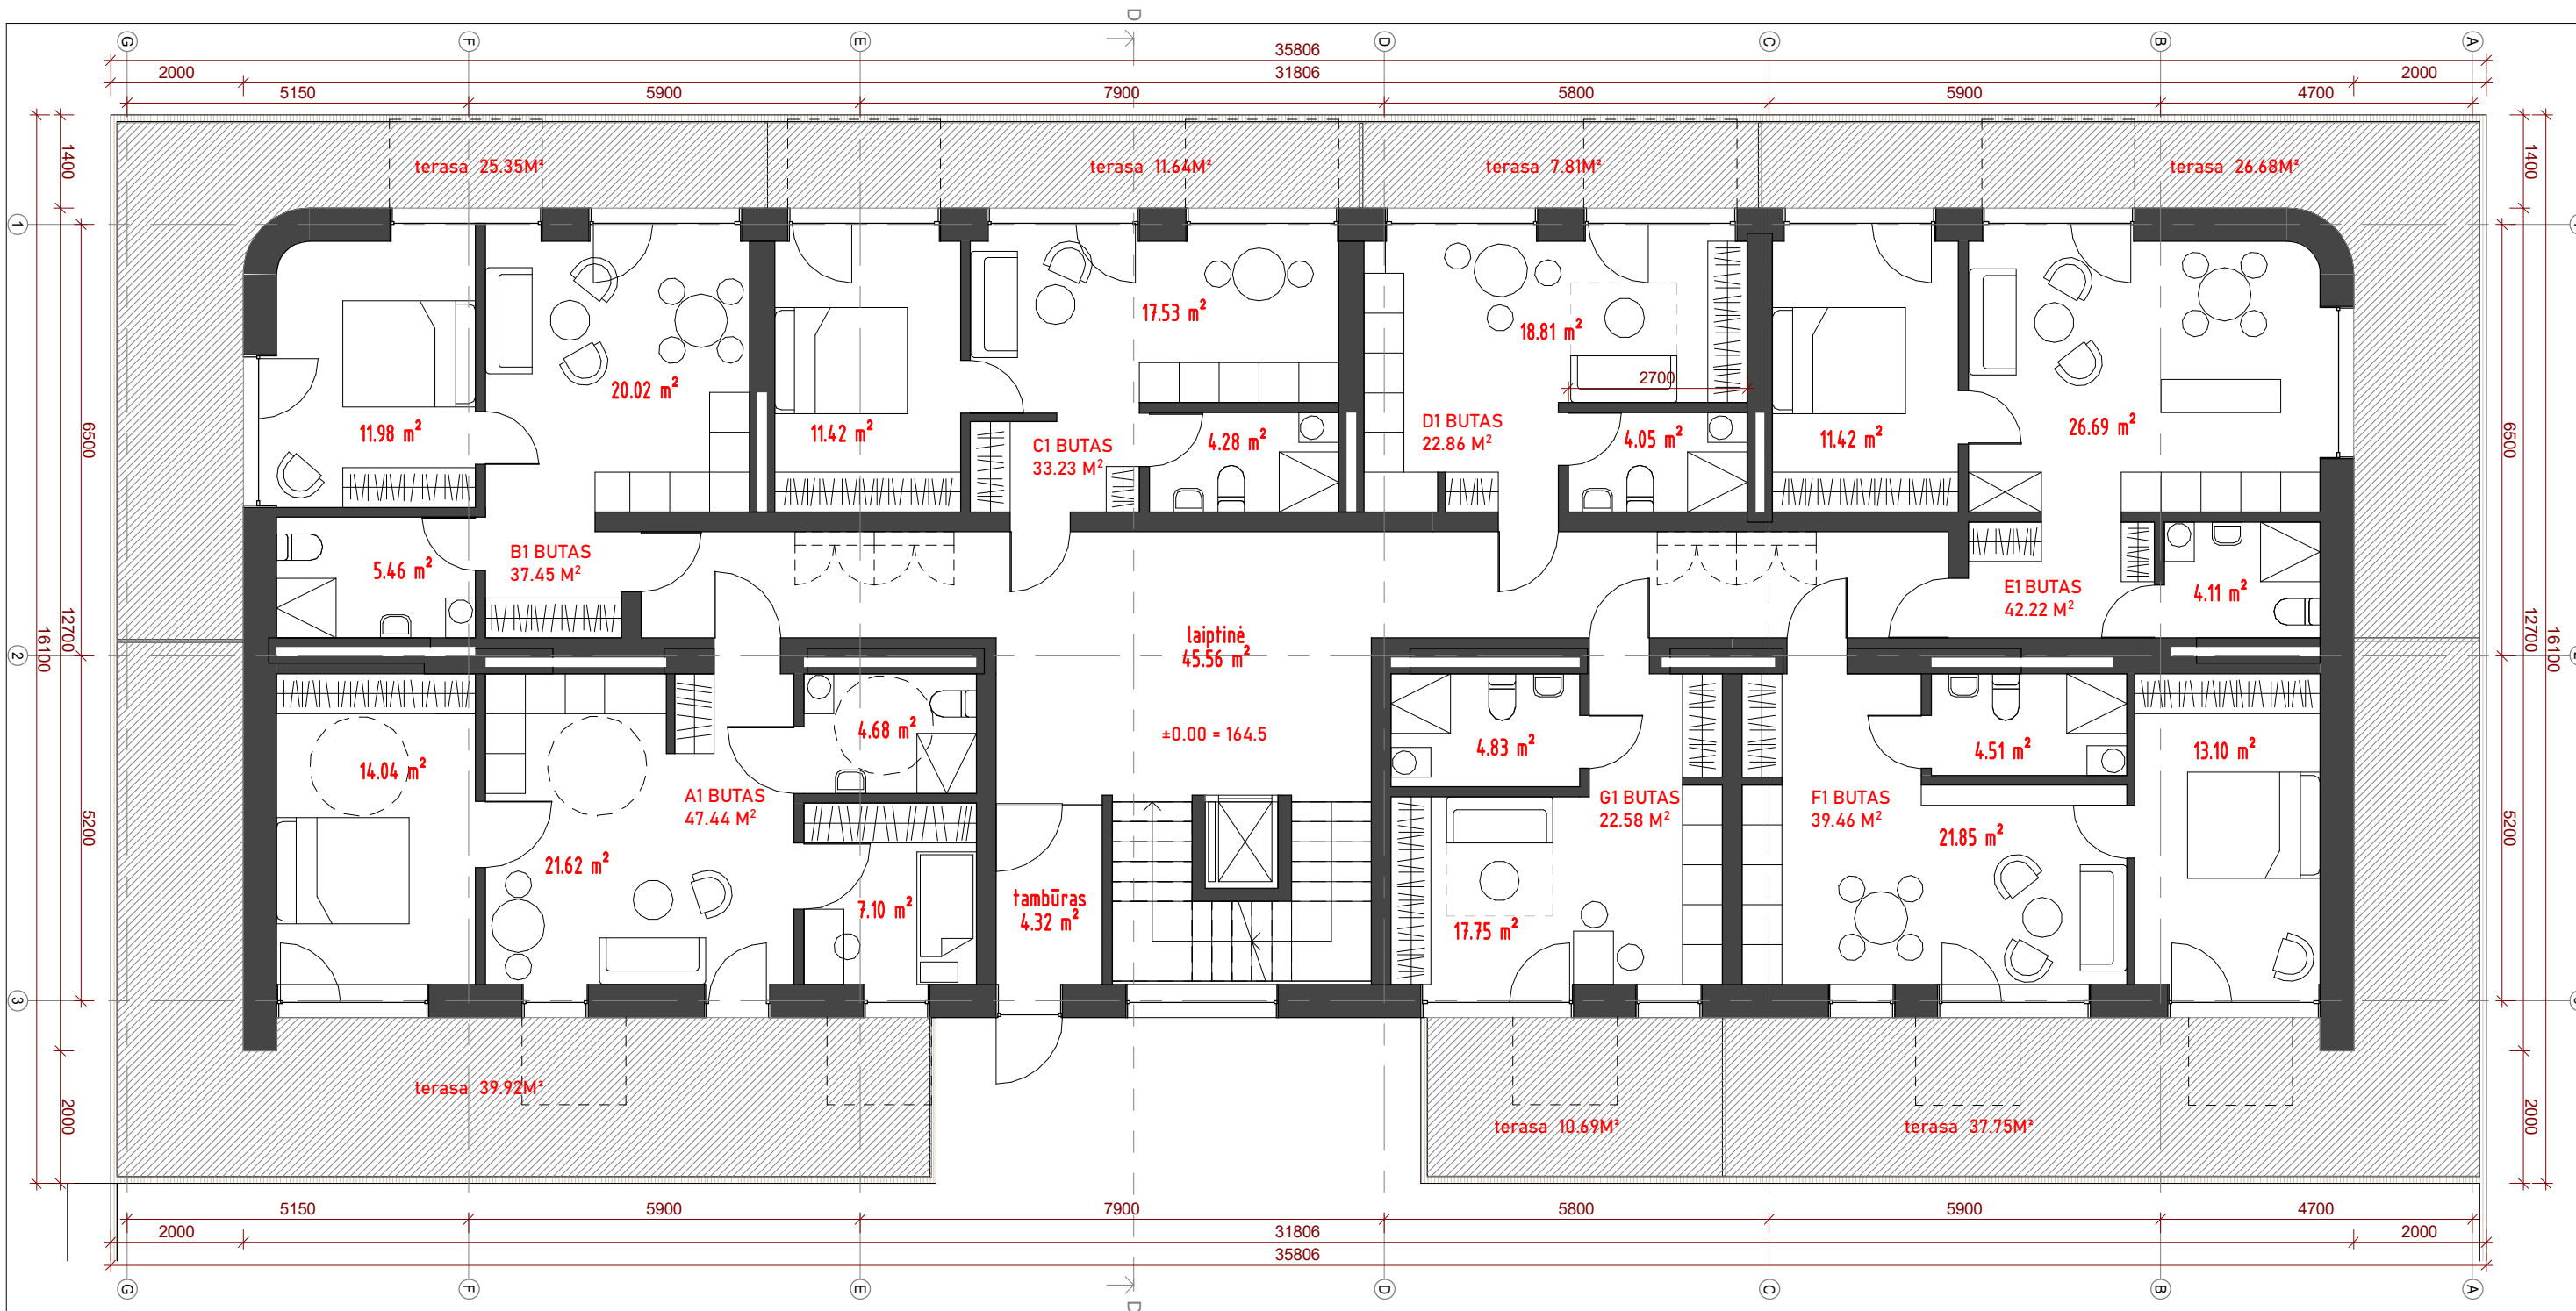 D
G F E D C B A
35806
2000 31806 2000
5150 5900 7900 5800 5900 4700
1400 1400
terasa 25.35M² terasa 11.64M² terasa 7.81M² terasa 26.68M²
1
17.53 m² 18.81 m²
2700
20.02 m²
11.98 m² 11.42 m² 4.28 m² 4.05 m² 11.42 m² 26.69 m²
C1 BUTAS
33.23 M²
D1 BUTAS
22.86 M²
6500 6500
B1 BUTAS
37.45 M²
5.46 m²
E1 BUTAS
42.22 M²
4.11 m²
12700 12700
16100 16100
2
laiptinė
45.56 m²
±0.00 = 164.5
14.04 m² 4.68 m² 4.83 m² 4.51 m² 13.10 m²
A1 BUTAS
47.44 M²
G1 BUTAS
22.58 M²
F1 BUTAS
39.46 M²
5200 5200
21.62 m² 21.85 m²
7.10 m²
tambūras
4.32 m²
17.75 m²
3
terasa 39.92M² terasa 10.69M² terasa 37.75M²
2000 2000
5150 5900 7900 5800 5900 4700
2000 31806 2000
35806
G F E D C B A
D